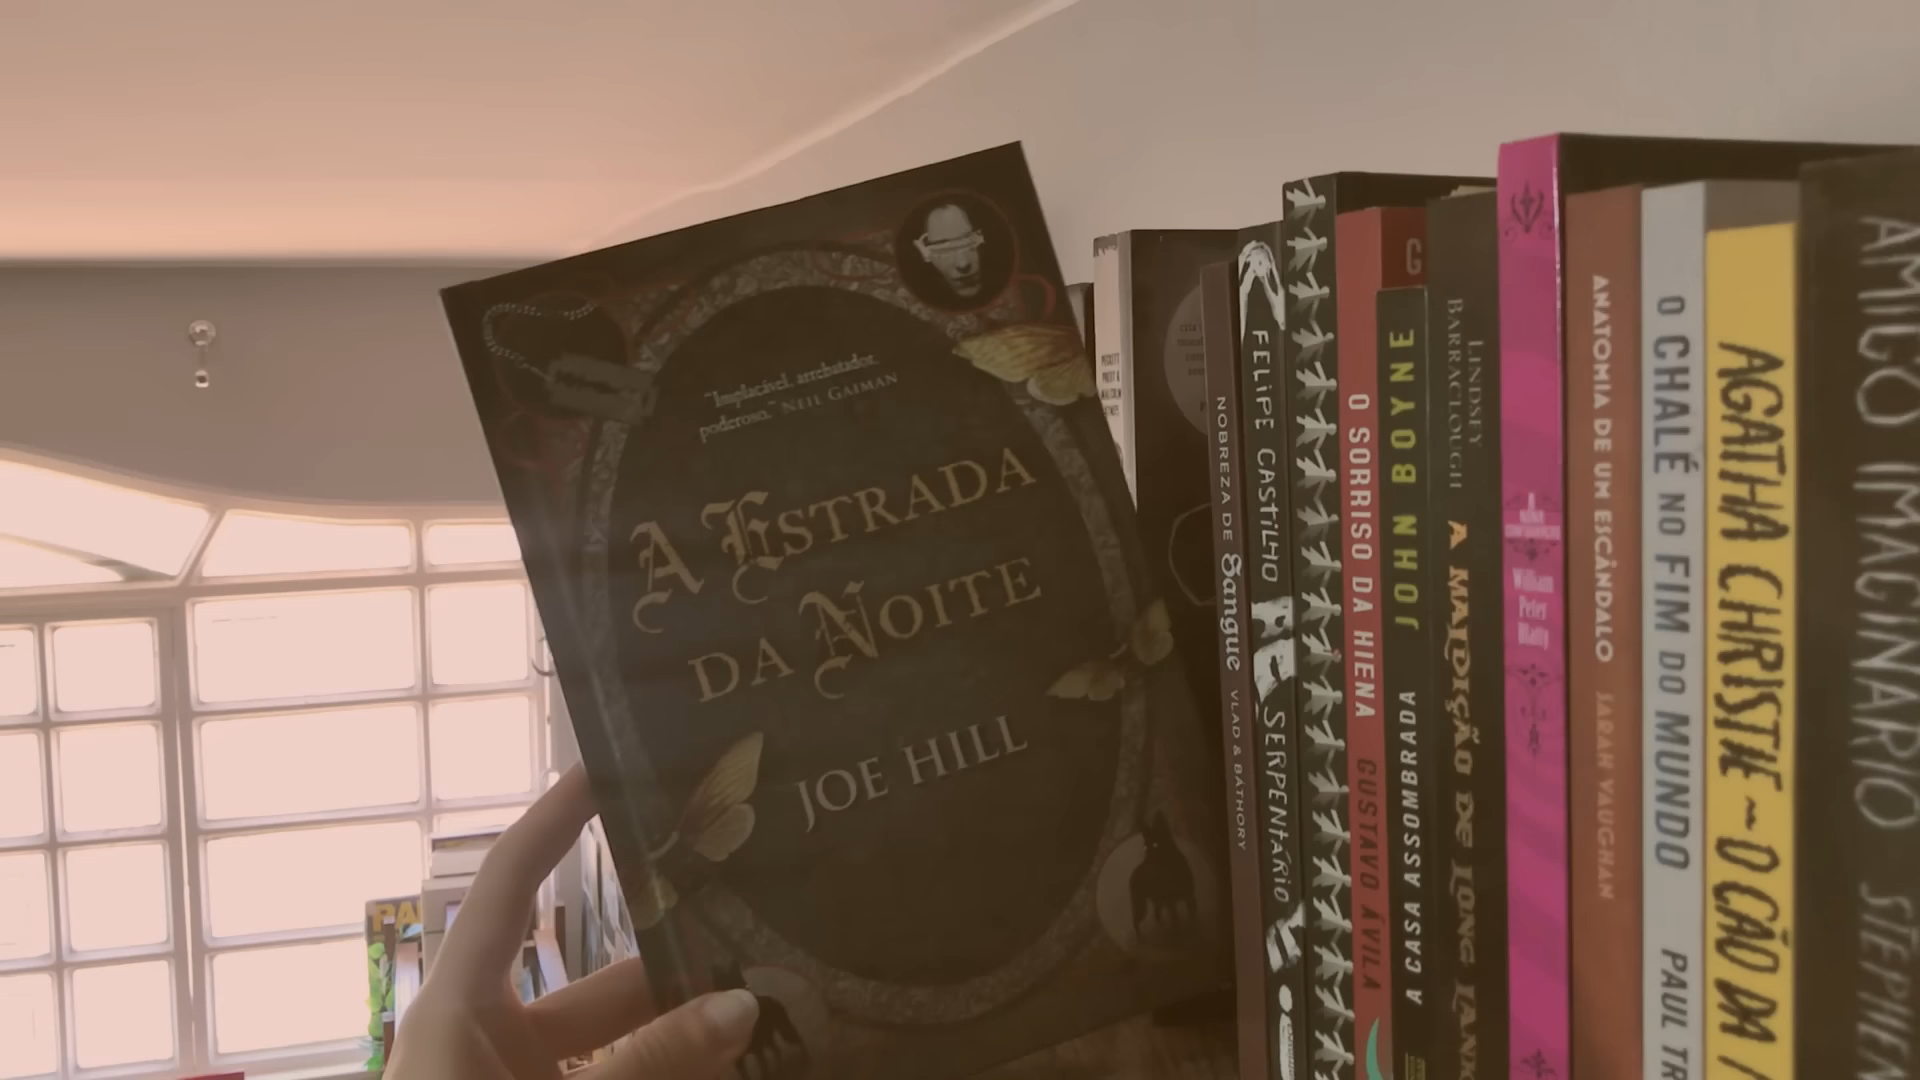 "Implacável, arrebatador,
poderoso." NEIL GAIMAN
A ESTRADA
DA NOITE
JOE HILL
NOBREZA DE Sangue VLAD & BATHORY
FELIPE CASTILHO SERPENTÁRIO
O SORRISO DA HIENA GUSTAVO ÁVILA
G
JOHN BOYNE
A CASA ASSOMBRADA
LINDSEY
BARRACLOUGH
A MALDIÇÃO DE LONG LANK
William
Peter
Blatty
ANATOMIA DE UM ESCÂNDALO SARAH VAUGHAN
O CHALÉ NO FIM DO MUNDO PAUL TR
AGATHA CHRISTIE ~ O CÃO DA
AMIGO IMAGINÁRIO STEPHEN